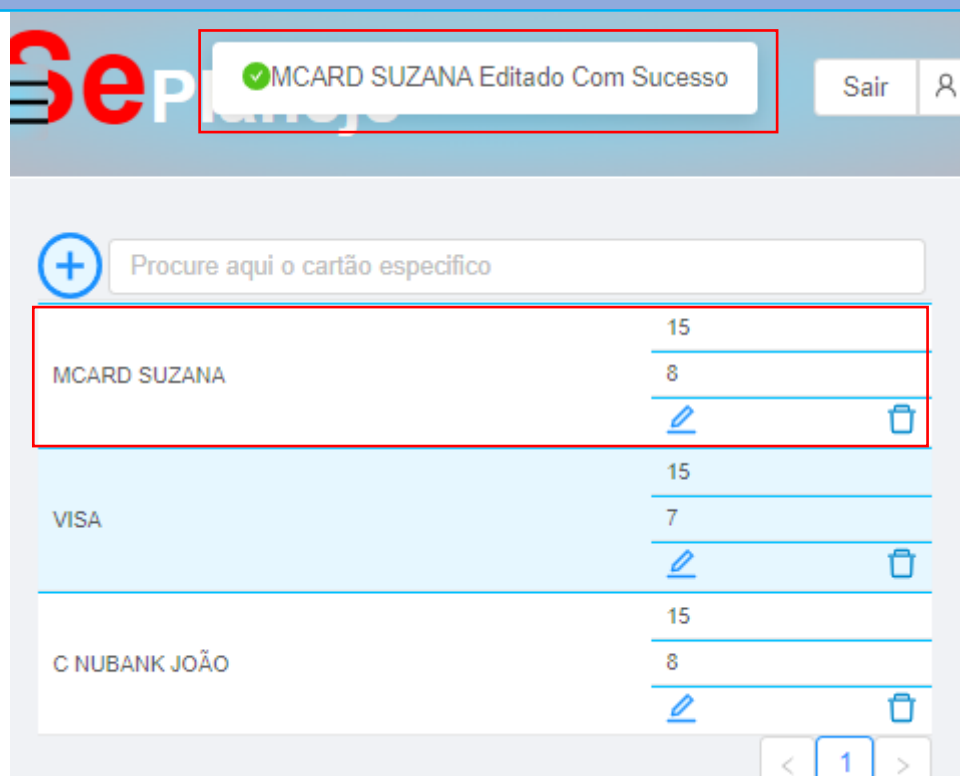 Se
MCARD SUZANA Editado Com Sucesso
Sair
Procure aqui o cartão especifico
15
MCARD SUZANA
8
15
VISA
7
15
C NUBANK JOÃO
8
< 1 >